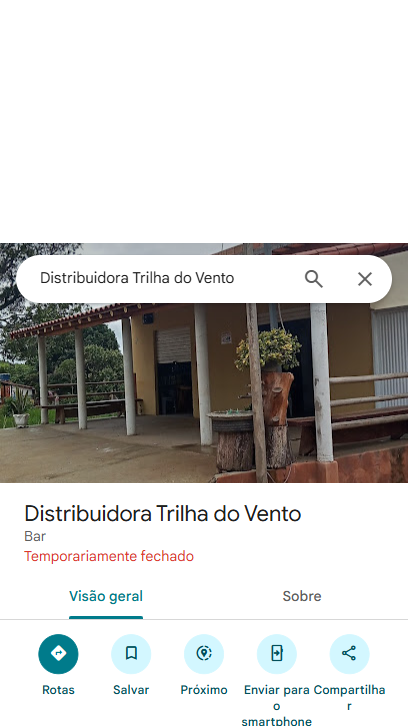 Distribuidora Trilha do Vento
Distribuidora Trilha do Vento
Bar
Temporariamente fechado
Visão geral
Sobre
Rotas
Salvar
Próximo
Enviar para
o
smartphone
Compartilha
r